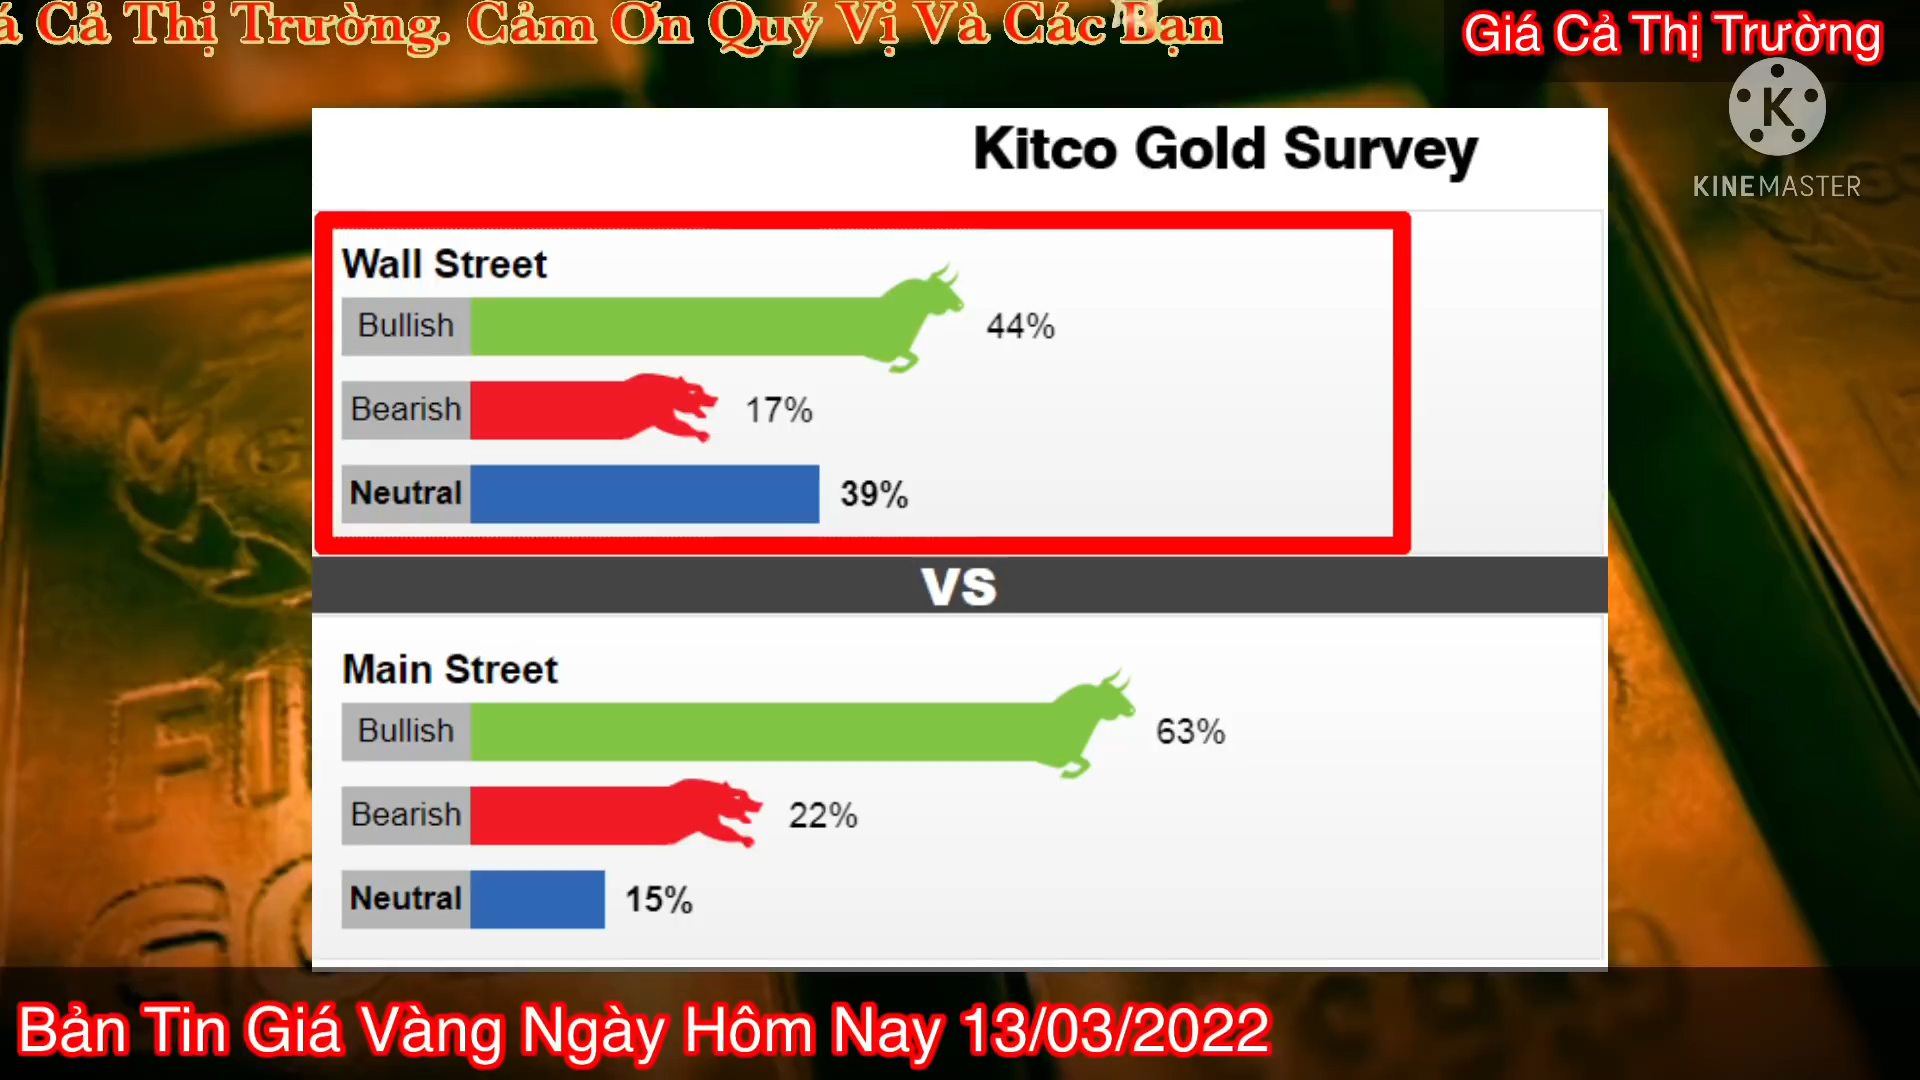 á Cả Thị Trường. Cảm Ơn Quý Vị Và Các Bạn
Giá Cả Thị Trường
K
KINEMASTER
Kitco Gold Survey
Wall Street
Bullish 44%
Bearish 17%
Neutral 39%
VS
Main Street
Bullish 63%
Bearish 22%
Neutral 15%
Bản Tin Giá Vàng Ngày Hôm Nay 13/03/2022